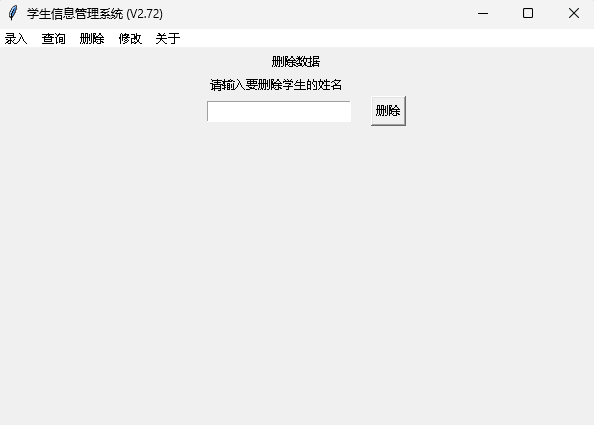 学生信息管理系统 (V2.72)
录入 查询 删除 修改 关于
删除数据
请输入要删除学生的姓名
删除